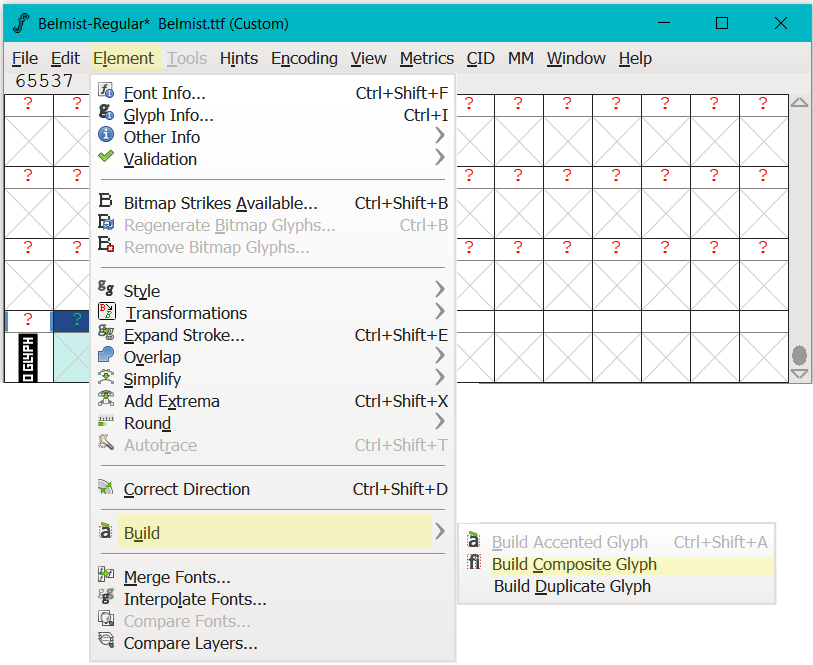 Belmist-Regular*  Belmist.ttf (Custom)
File Edit Element Tools Hints Encoding View Metrics CID MM Window Help
65537
? ? ? ? ? ? ? ? ?
? ? ? ? ? ? ? ? ?
? ? ? ? ? ? ? ? ?
? ?
Font Info... Ctrl+Shift+F
Glyph Info... Ctrl+I
Other Info
Validation
Bitmap Strikes Available... Ctrl+Shift+B
Regenerate Bitmap Glyphs... Ctrl+B
Remove Bitmap Glyphs...
Style
Transformations
Expand Stroke... Ctrl+Shift+E
Overlap
Simplify
Add Extrema Ctrl+Shift+X
Round
Autotrace Ctrl+Shift+T
Correct Direction Ctrl+Shift+D
Build
Build Accented Glyph Ctrl+Shift+A
Build Composite Glyph
Build Duplicate Glyph
Merge Fonts...
Interpolate Fonts...
Compare Fonts...
Compare Layers...